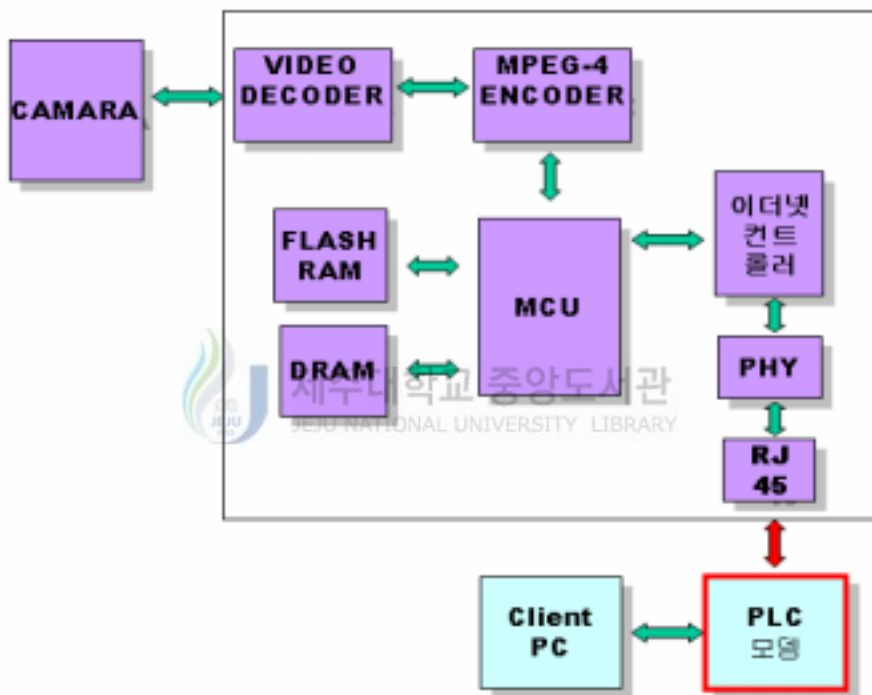 CAMARA
VIDEO
DECODER
MPEG-4
ENCODER
이더넷
컨트
롤러
FLASH
RAM
MCU
DRAM
PHY
제주대학교 중앙도서관
JEJU NATIONAL UNIVERSITY LIBRARY
JEJU
RJ
45
Client
PC
PLC
모뎀